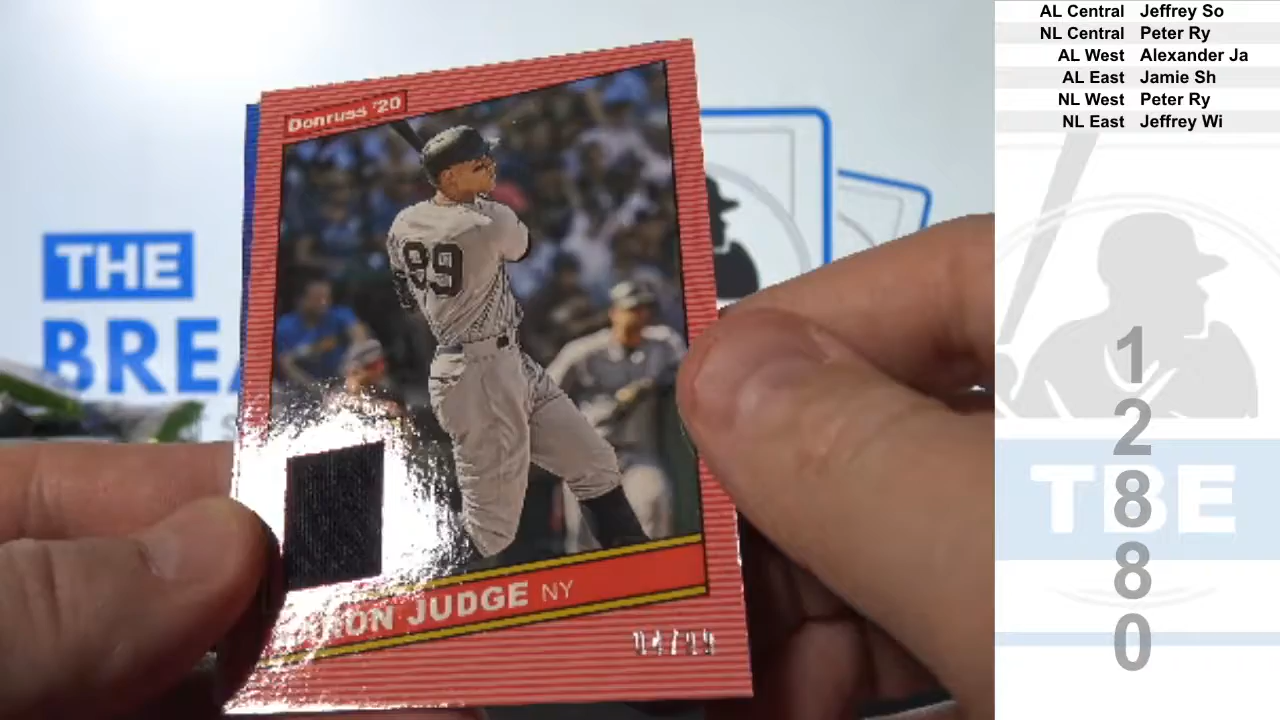 AL Central Jeffrey So
NL Central Peter Ry
AL West Alexander Ja
AL East Jamie Sh
NL West Peter Ry
NL East Jeffrey Wi
Donruss '20
99
THE
BREA
JUDGE NY
1
2
8
8
0
TBE